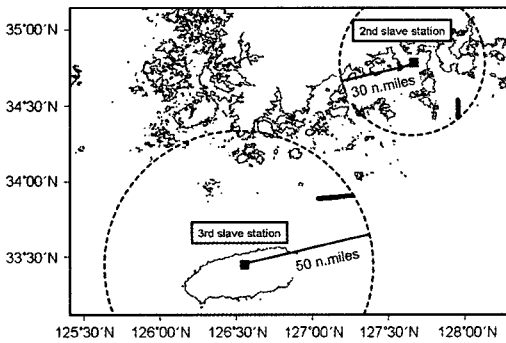 35°00´N
34°30´N
34°00´N
33°30´N
2nd slave station
30 n.miles
3rd slave station
50 n.miles
125°30´N 126°00´N 126°30´N 127°00´N 127°30´N 128°00´N